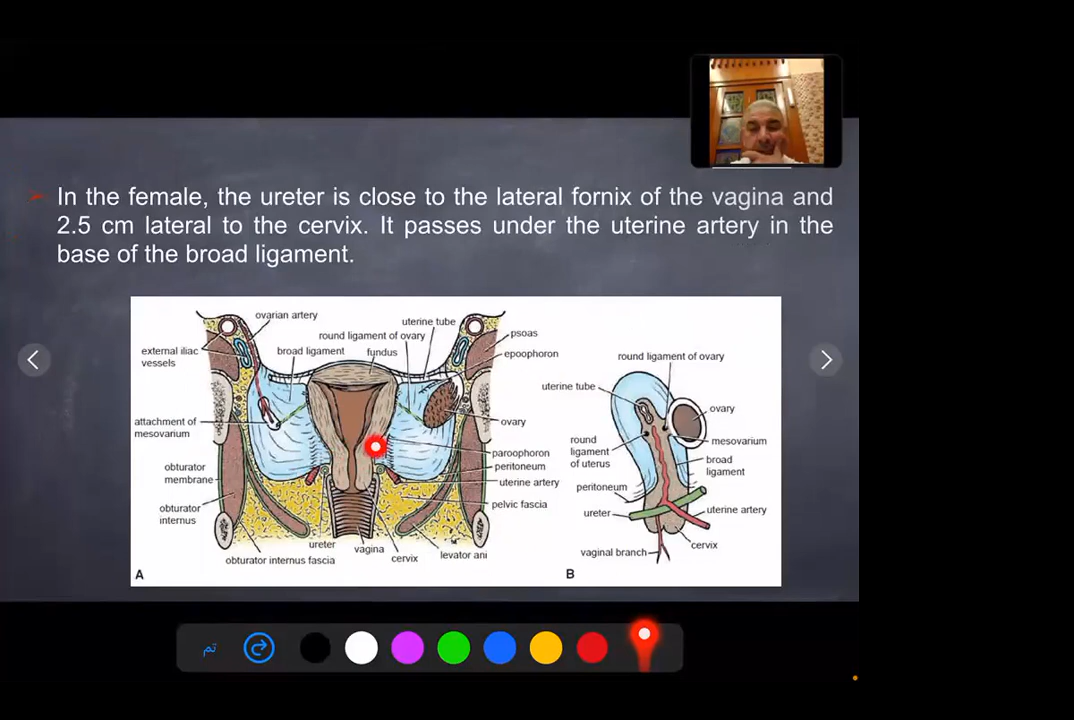 In the female, the ureter is close to the lateral fornix of the vagina and
2.5 cm lateral to the cervix. It passes under the uterine artery in the
base of the broad ligament.
ovarian artery
uterine tube
round ligament of ovary
psoas
external iliac
vessels
broad ligament
fundus
epoophoron
attachment of
mesovarium
ovary
paroophoron
obturator
membrane
peritoneum
uterine artery
obturator
internus
pelvic fascia
ureter
vagina
cervix
levator ani
obturator internus fascia
A
round ligament of ovary
uterine tube
ovary
round
ligament
of uterus
mesovarium
broad
ligament
peritoneum
ureter
uterine artery
cervix
vaginal branch
B
تم